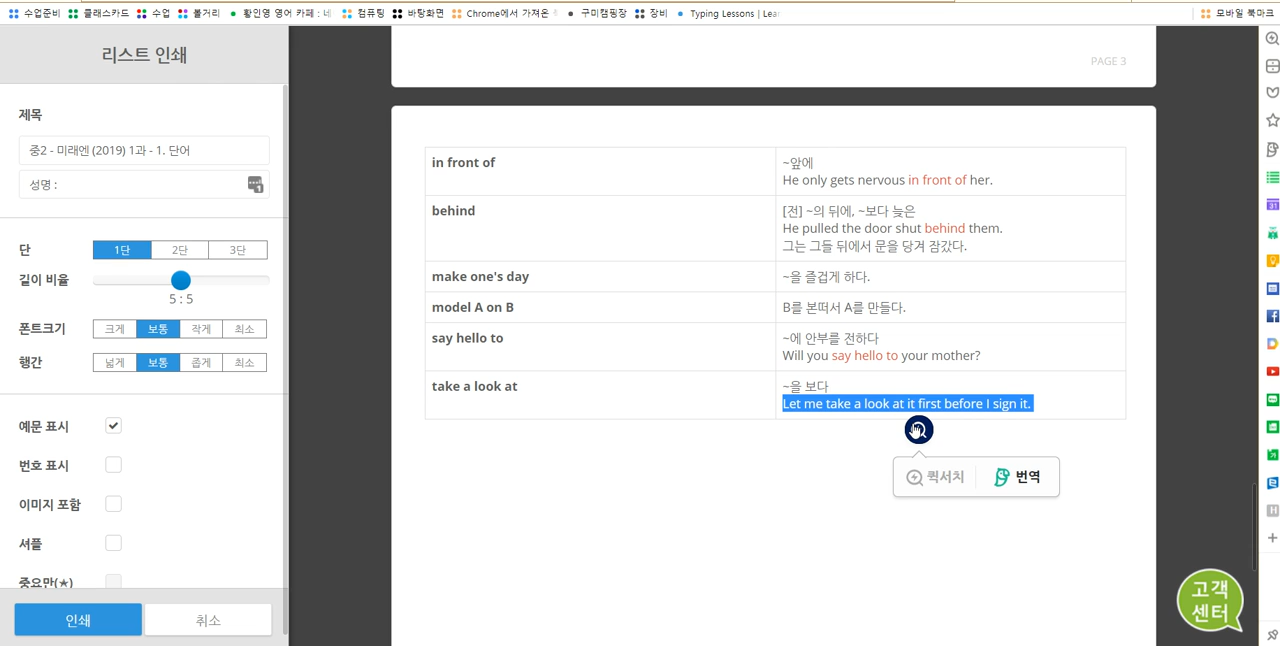 수업준비 클래스카드 수업 볼거리 황인영 영어 카페 : 네 컴퓨팅 바탕화면 Chrome에서 가져온 구미캠핑장 장비 Typing Lessons | Lear 모바일 북마크
리스트 인쇄
제목
중2 - 미래엔 (2019) 1과 - 1. 단어
성명 :
단 1단 2단 3단
길이 비율
5 : 5
폰트크기 크게 보통 작게 최소
행간 넓게 보통 좁게 최소
예문 표시
번호 표시
이미지 포함
셔플
중요만(★)
인쇄 취소
PAGE 3
in front of ~앞에
He only gets nervous in front of her.
behind [전] ~의 뒤에, ~보다 늦은
He pulled the door shut behind them.
그는 그들 뒤에서 문을 당겨 잠갔다.
make one's day ~을 즐겁게 하다.
model A on B B를 본떠서 A를 만들다.
say hello to ~에 안부를 전하다
Will you say hello to your mother?
take a look at ~을 보다
Let me take a look at it first before I sign it.
퀵서치 번역
고객
센터
31